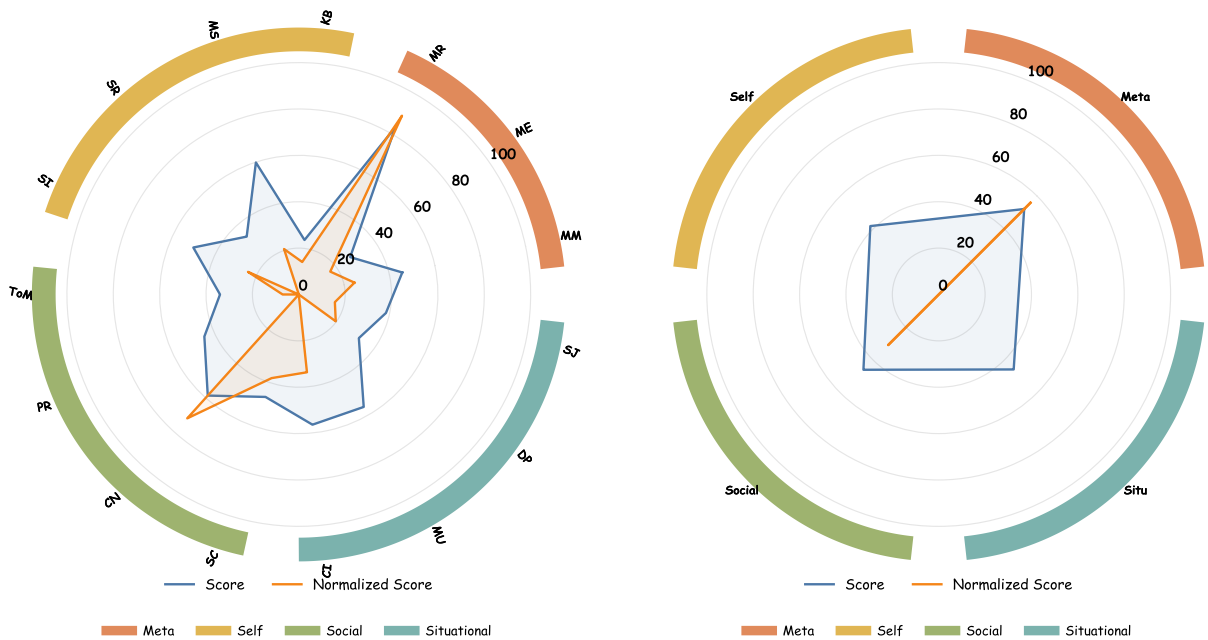 KB
MS
MR
SR
ME
100
MM
80
SI
60
40
20
0
ToM
SJ
PR
DP
CN
MU
SC
CI
Score
Normalized Score
Meta
Self
Social
Situational
100
Self
Meta
80
60
40
20
0
Social
Situ
Score
Normalized Score
Meta
Self
Social
Situational